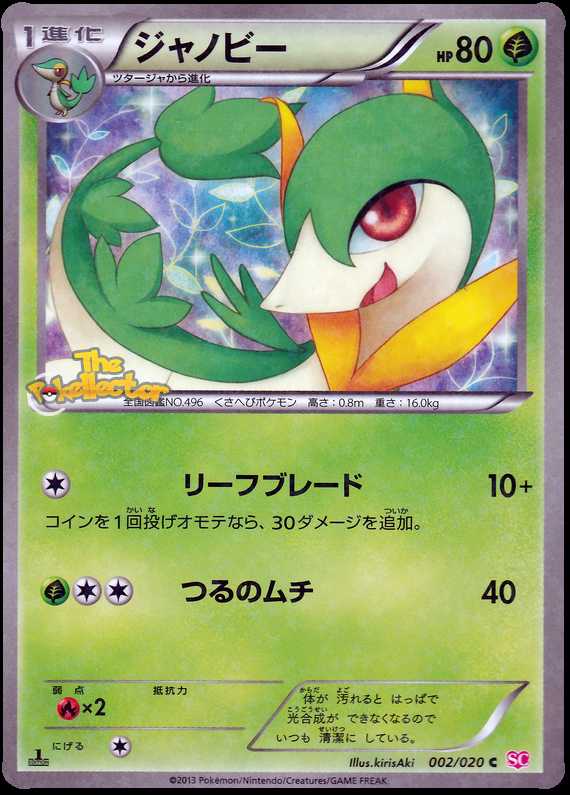 1進化
ジャノビー
HP80
ツタージャから進化
The
Pokellector
全国図鑑NO.496 くさへびポケモン 高さ:0.8m 重さ:16.0kg
リーフブレード 10+
コインを1回投げオモテなら、30ダメージを追加。
つるのムチ 40
弱点 抵抗力
×2
にげる
体が 汚れると はっぱで
光合成が できなくなるので
いつも 清潔に している。
1
EDITION
Illus.kirisAki 002/020 C SC
©2013 Pokémon/Nintendo/Creatures/GAME FREAK.